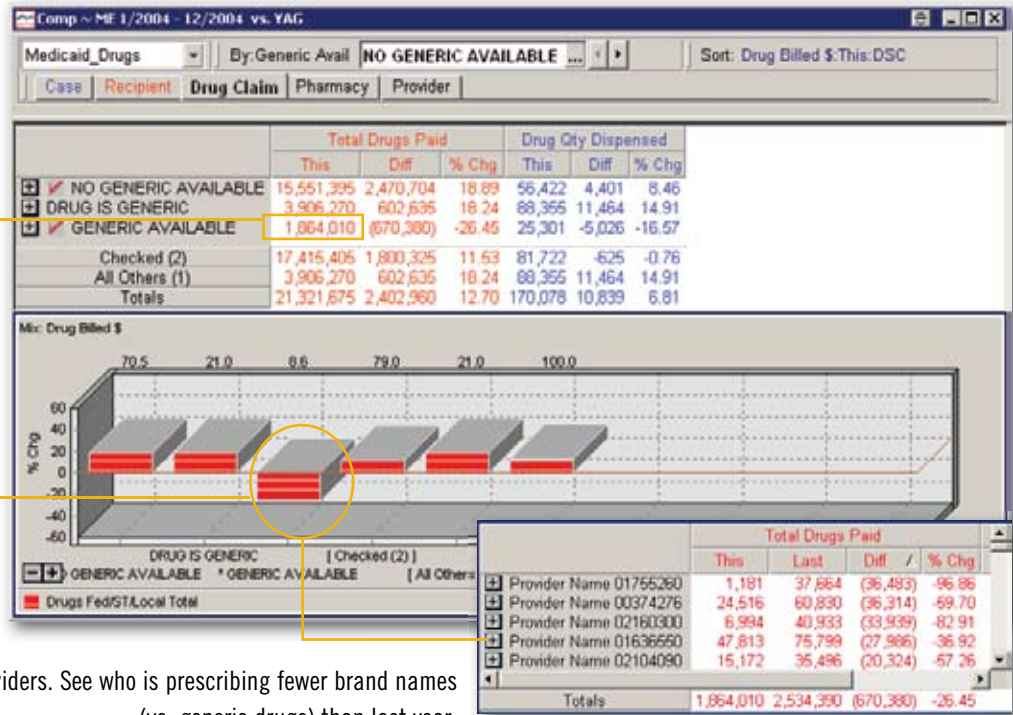 Comp ~ ME 1/2004 - 12/2004 vs. YAG
Medicaid_Drugs By:Generic Avail NO GENERIC AVAILABLE ... Sort: Drug Billed $:This:DSC
Case Recipient Drug Claim Pharmacy Provider
Total Drugs Paid Drug Qty Dispensed
This Diff % Chg This Diff % Chg
NO GENERIC AVAILABLE 15,551,395 2,470,704 18.89 56,422 4,401 8.46
DRUG IS GENERIC 3,906,270 602,635 18.24 88,355 11,464 14.91
GENERIC AVAILABLE 1,864,010 (670,380) -26.45 25,301 -5,026 -16.57
Checked (2) 17,415,405 1,800,325 11.53 81,722 -625 -0.76
All Others (1) 3,906,270 602,635 18.24 88,355 11,464 14.91
Totals 21,321,675 2,402,960 12.70 170,078 10,839 6.81
Mix: Drug Billed $
70.5 21.0 8.6 79.0 21.0 100.0
% Chg
60
40
20
0
-20
-40
-60
DRUG IS GENERIC [ Checked (2) ]
GENERIC AVAILABLE * GENERIC AVAILABLE [ All Others
Drugs Fed/ST/Local Total
Total Drugs Paid
This Last Diff / % Chg
Provider Name 01755260 1,181 37,664 (36,483) -96.86
Provider Name 00374276 24,516 60,830 (36,314) -59.70
Provider Name 02160300 6,994 40,933 (33,939) -82.91
Provider Name 01636550 47,813 75,799 (27,986) -36.92
Provider Name 02104090 15,172 35,496 (20,324) -57.26
Totals 1,864,010 2,534,390 (670,380) -26.45
viders. See who is prescribing fewer brand names
(vs. generic drugs) than last year.